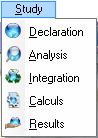 Study
Declaration
Analysis
Integration
Calculs
Results